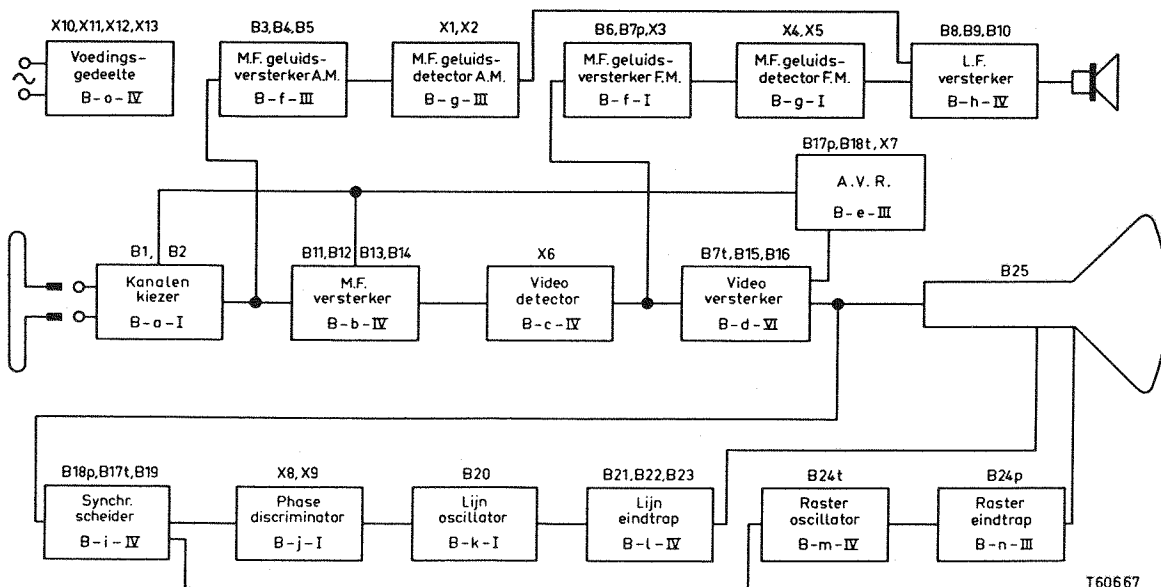 X10,X11,X12,X13
Voedings-
gedeelte
B-o-IV
B3,B4,B5
M.F. geluids-
versterker A.M.
B-f-III
X1,X2
M.F. geluids-
detector A.M.
B-g-III
B6,B7p,X3
M.F. geluids-
versterker F.M.
B-f-I
X4,X5
M.F. geluids-
detector F.M.
B-g-I
B8,B9,B10
L.F.
versterker
B-h-IV
B17p,B18t,X7
A.V.R.
B-e-III
B1, B2
Kanalen
kiezer
B-a-I
B11,B12 B13,B14
M.F.
versterker
B-b-IV
X6
Video
detector
B-c-IV
B7t,B15,B16
Video
versterker
B-d-VI
B25
B18p,B17t,B19
Synchr.
scheider
B-i-IV
X8,X9
Phase
discriminator
B-j-I
B20
Lijn
oscillator
B-k-I
B21,B22,B23
Lijn
eindtrap
B-l-IV
B24t
Raster
oscillator
B-m-IV
B24p
Raster
eindtrap
B-n-III
T60667